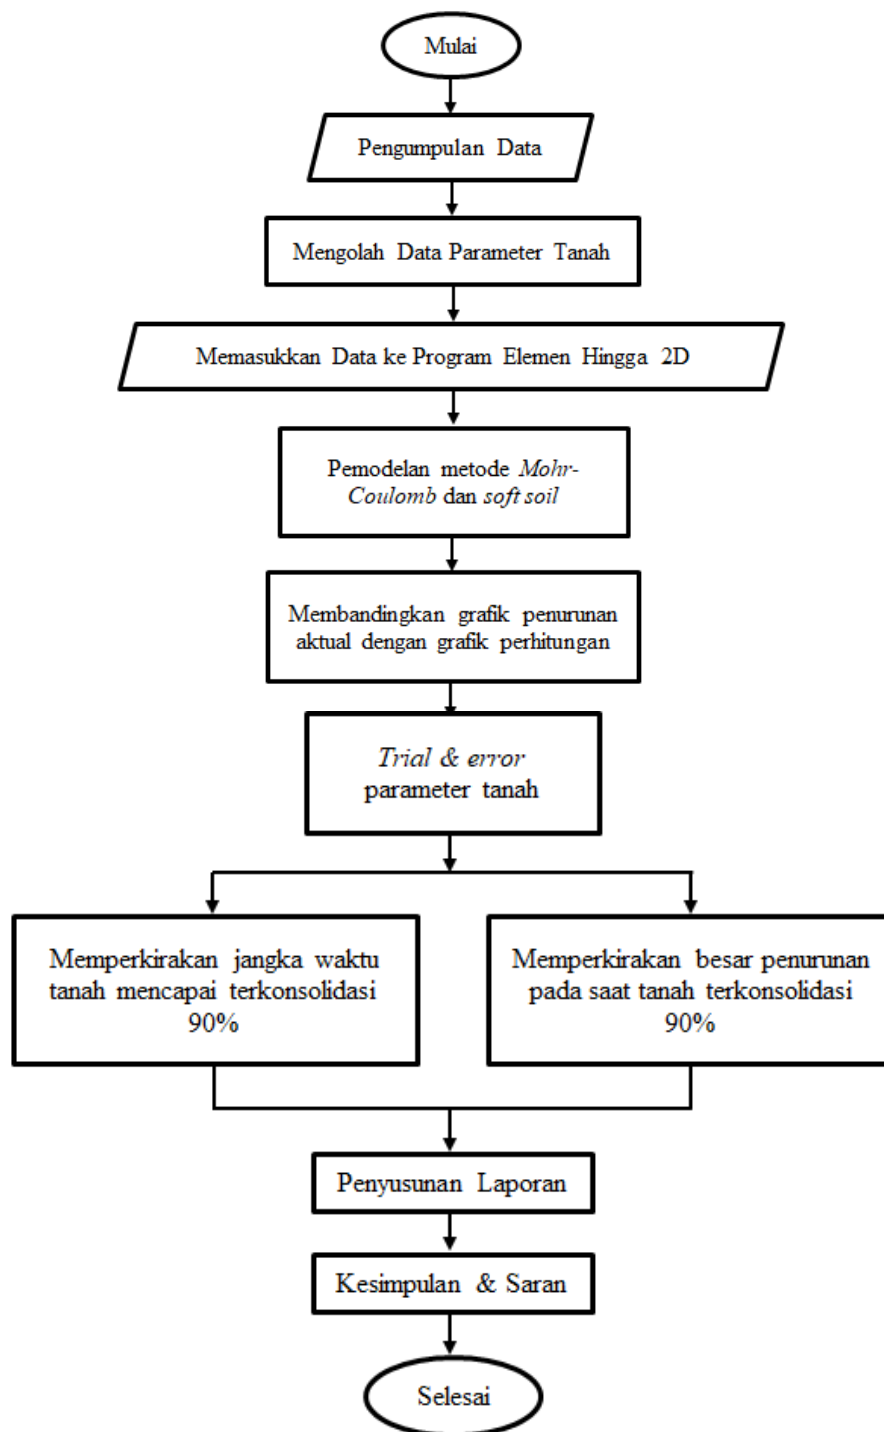 Mulai
Pengumpulan Data
Mengolah Data Parameter Tanah
Memasukkan Data ke Program Elemen Hingga 2D
Pemodelan metode Mohr-
Coulomb dan soft soil
Membandingkan grafik penurunan
aktual dengan grafik perhitungan
Trial & error
parameter tanah
Memperkirakan jangka waktu
tanah mencapai terkonsolidasi
90%
Memperkirakan besar penurunan
pada saat tanah terkonsolidasi
90%
Penyusunan Laporan
Kesimpulan & Saran
Selesai